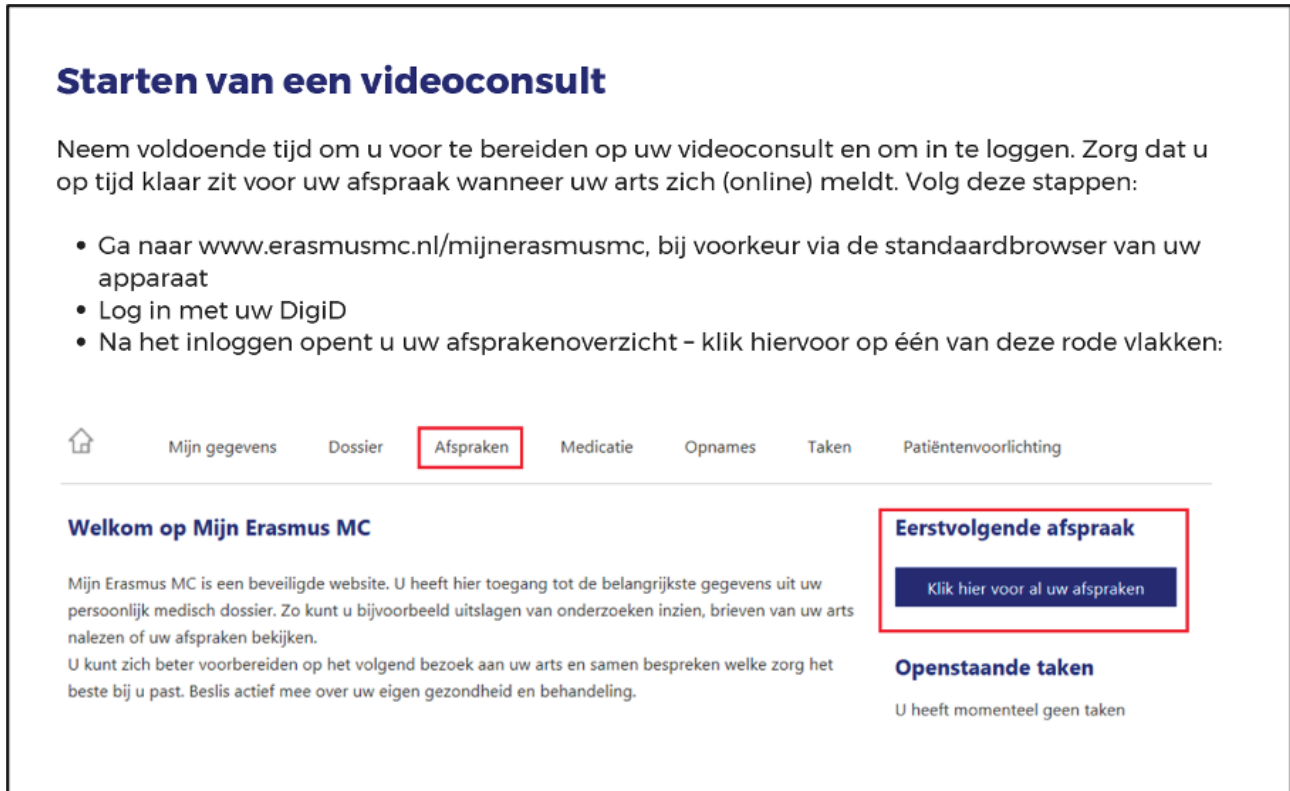 Starten van een videoconsult
Neem voldoende tijd om u voor te bereiden op uw videoconsult en om in te loggen. Zorg dat u
op tijd klaar zit voor uw afspraak wanneer uw arts zich (online) meldt. Volg deze stappen:
• Ga naar www.erasmusmc.nl/mijnerasmusmc, bij voorkeur via de standaardbrowser van uw
apparaat
• Log in met uw DigiD
• Na het inloggen opent u uw afsprakenoverzicht – klik hiervoor op één van deze rode vlakken:
Mijn gegevens Dossier Afspraken Medicatie Opnames Taken Patiëntenvoorlichting
Welkom op Mijn Erasmus MC
Mijn Erasmus MC is een beveiligde website. U heeft hier toegang tot de belangrijkste gegevens uit uw
persoonlijk medisch dossier. Zo kunt u bijvoorbeeld uitslagen van onderzoeken inzien, brieven van uw arts
nalezen of uw afspraken bekijken.
U kunt zich beter voorbereiden op het volgend bezoek aan uw arts en samen bespreken welke zorg het
beste bij u past. Beslis actief mee over uw eigen gezondheid en behandeling.
Eerstvolgende afspraak
Klik hier voor al uw afspraken
Openstaande taken
U heeft momenteel geen taken